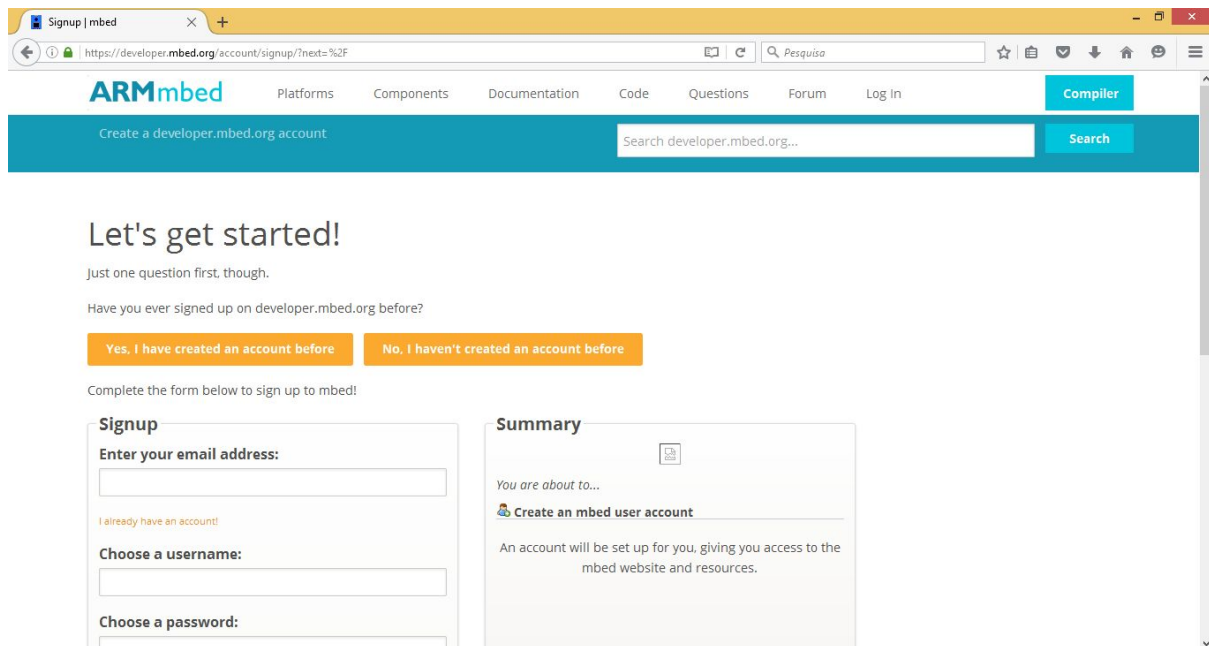 Signup | mbed
https://developer.mbed.org/account/signup/?next=%2F
Pesquisa
ARMmbed
Platforms
Components
Documentation
Code
Questions
Forum
Log In
Compiler
Create a developer.mbed.org account
Search developer.mbed.org...
Search
Let's get started!
Just one question first, though.
Have you ever signed up on developer.mbed.org before?
Yes, I have created an account before
No, I haven't created an account before
Complete the form below to sign up to mbed!
Signup
Enter your email address:
I already have an account!
Choose a username:
Choose a password:
Summary
You are about to...
Create an mbed user account
An account will be set up for you, giving you access to the
mbed website and resources.